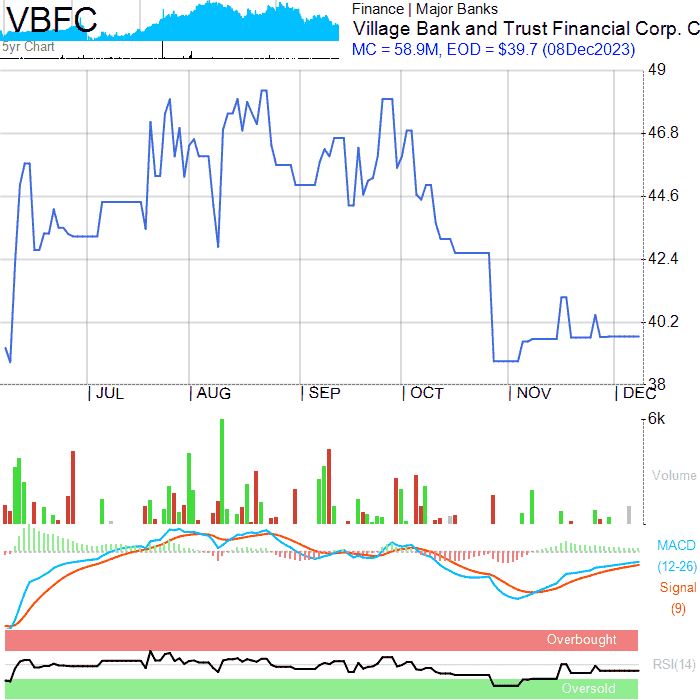 VBFC
Finance | Major Banks
Village Bank and Trust Financial Corp. C
MC = 58.9M, EOD = $39.7 (08Dec2023)
5yr Chart
49
46.8
44.6
42.4
40.2
38
JUL
AUG
SEP
OCT
NOV
DEC
6k
Volume
MACD
(12-26)
Signal
(9)
Overbought
RSI(14)
Oversold